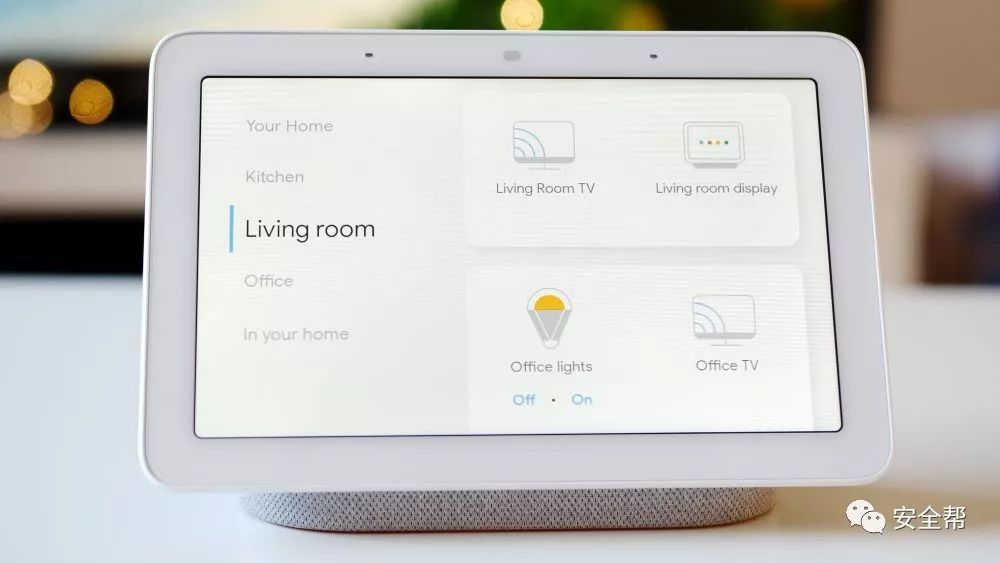 Your Home
Kitchen
Living room
Office
In your home
Living Room TV
Living room display
Office lights
Off · On
Office TV
安全帮